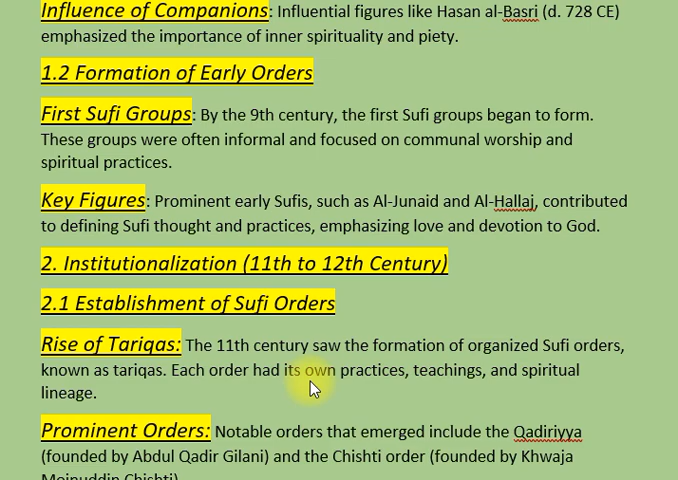 Influence of Companions: Influential figures like Hasan al-Basri (d. 728 CE)
emphasized the importance of inner spirituality and piety.
1.2 Formation of Early Orders
First Sufi Groups: By the 9th century, the first Sufi groups began to form.
These groups were often informal and focused on communal worship and
spiritual practices.
Key Figures: Prominent early Sufis, such as Al-Junaid and Al-Hallaj, contributed
to defining Sufi thought and practices, emphasizing love and devotion to God.
2. Institutionalization (11th to 12th Century)
2.1 Establishment of Sufi Orders
Rise of Tariqas: The 11th century saw the formation of organized Sufi orders,
known as tariqas. Each order had its own practices, teachings, and spiritual
lineage.
Prominent Orders: Notable orders that emerged include the Qadiriyya
(founded by Abdul Qadir Gilani) and the Chishti order (founded by Khwaja
Moinuddin Chishti)